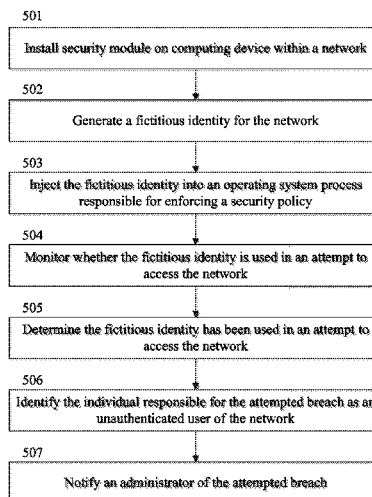 501
Install security module on computing device within a network
502
Generate a fictitious identity for the network
503
Inject the fictitious identity into an operating system process
responsible for enforcing a security policy
504
Monitor whether the fictitious identity is used in an attempt to
access the network
505
Determine the fictitious identity has been used in an attempt to
access the network
506
Identify the individual responsible for the attempted breach as an
unauthenticated user of the network
507
Notify an administrator of the attempted breach